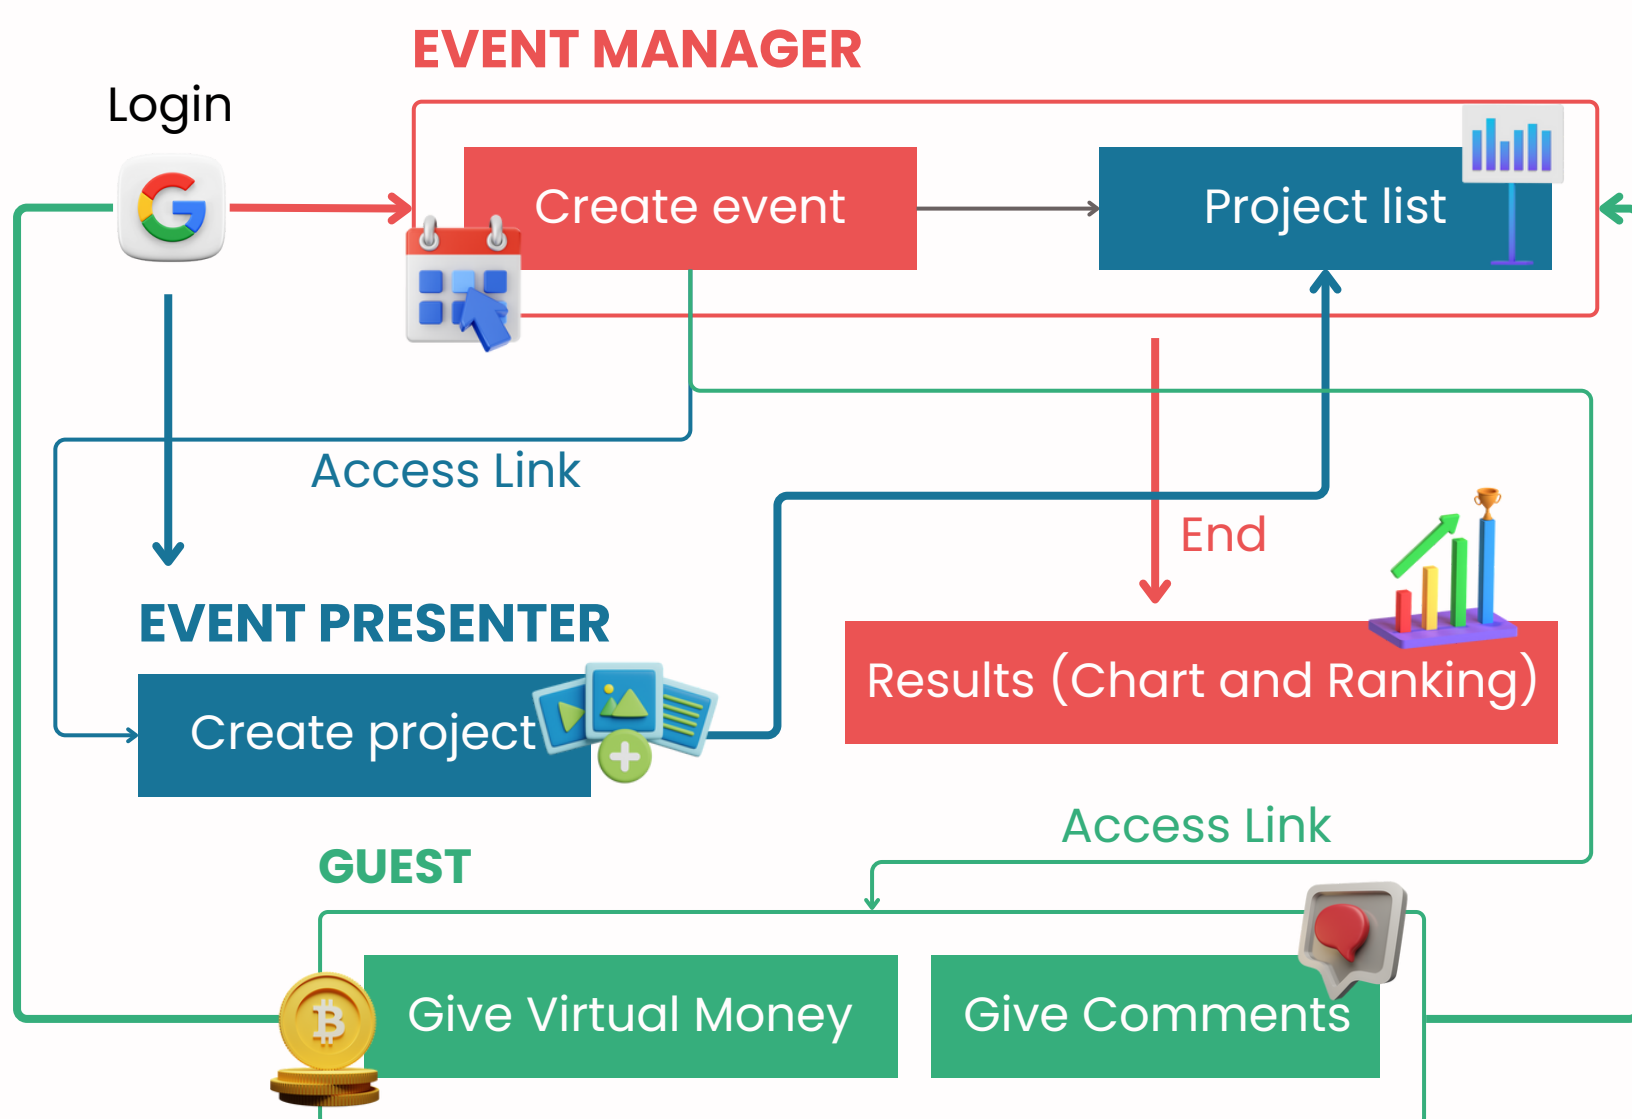 EVENT MANAGER
Login
Create event
Project list
Access Link
End
EVENT PRESENTER
Create project
Results (Chart and Ranking)
Access Link
GUEST
Give Virtual Money
Give Comments